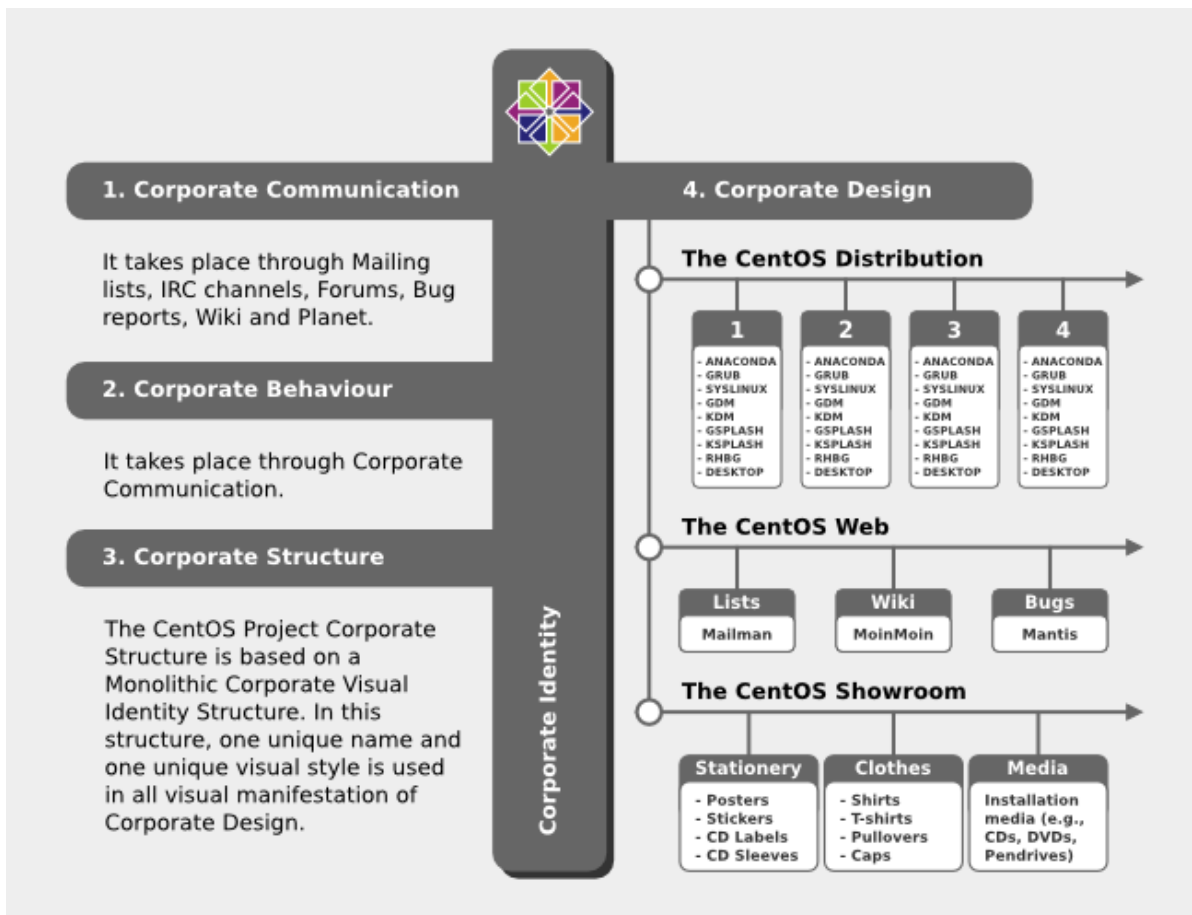 1. Corporate Communication
It takes place through Mailing
lists, IRC channels, Forums, Bug
reports, Wiki and Planet.
2. Corporate Behaviour
It takes place through Corporate
Communication.
3. Corporate Structure
The CentOS Project Corporate
Structure is based on a
Monolithic Corporate Visual
Identity Structure. In this
structure, one unique name and
one unique visual style is used
in all visual manifestation of
Corporate Design.
Corporate Identity
4. Corporate Design
The CentOS Distribution
1
- ANACONDA
- GRUB
- SYSLINUX
- GDM
- KDM
- GSPLASH
- KSPLASH
- RHBG
- DESKTOP
2
- ANACONDA
- GRUB
- SYSLINUX
- GDM
- KDM
- GSPLASH
- KSPLASH
- RHBG
- DESKTOP
3
- ANACONDA
- GRUB
- SYSLINUX
- GDM
- KDM
- GSPLASH
- KSPLASH
- RHBG
- DESKTOP
4
- ANACONDA
- GRUB
- SYSLINUX
- GDM
- KDM
- GSPLASH
- KSPLASH
- RHBG
- DESKTOP
The CentOS Web
Lists
Mailman
Wiki
MoinMoin
Bugs
Mantis
The CentOS Showroom
Stationery
- Posters
- Stickers
- CD Labels
- CD Sleeves
Clothes
- Shirts
- T-shirts
- Pullovers
- Caps
Media
Installation
media (e.g.,
CDs, DVDs,
Pendrives)